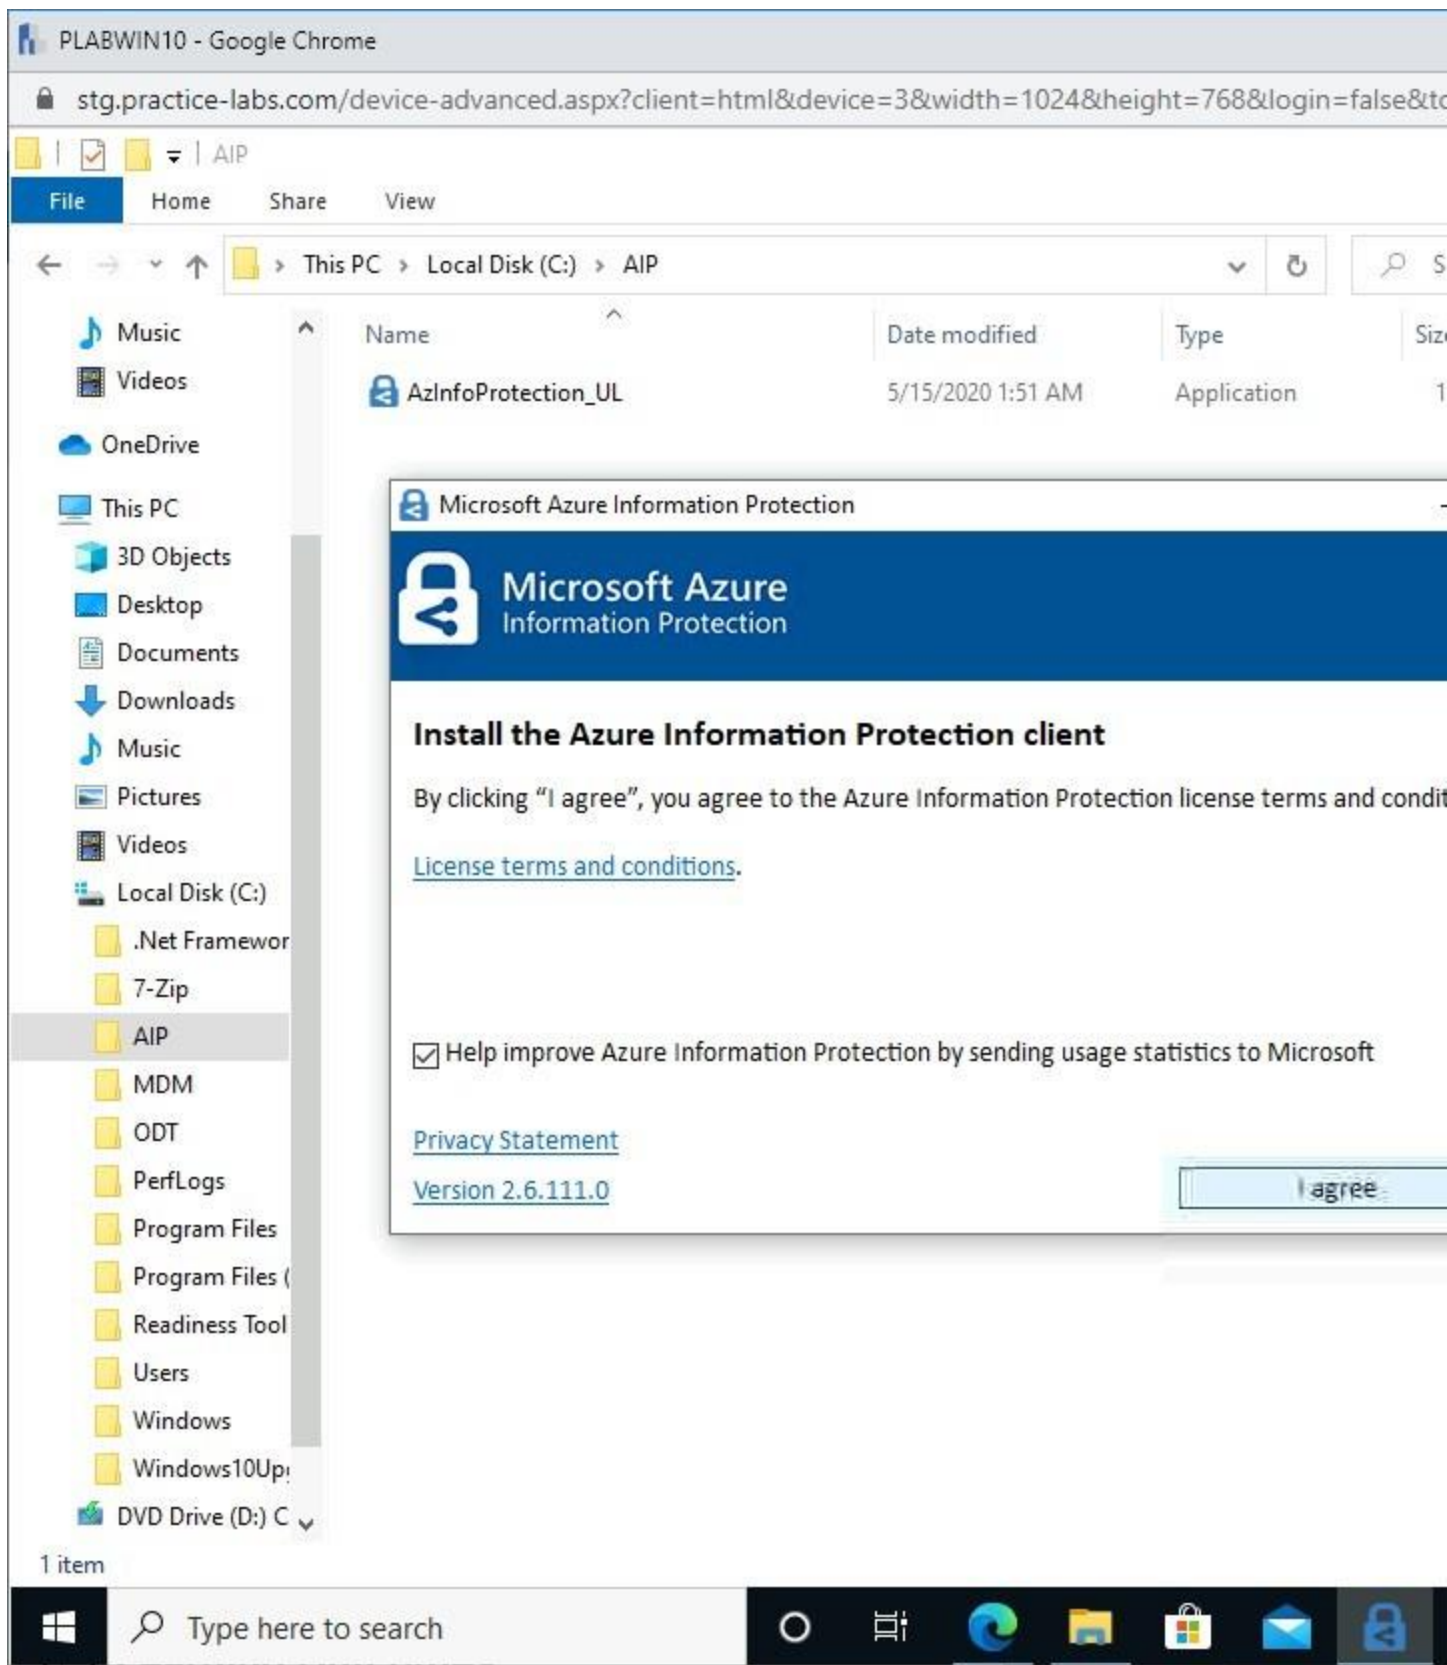 PLABWIN10 - Google Chrome
stg.practice-labs.com/device-advanced.aspx?client=html&device=3&width=1024&height=768&login=false&to
AIP
File Home Share View
This PC > Local Disk (C:) > AIP S
Name Date modified Type Size
AzInfoProtection_UL 5/15/2020 1:51 AM Application 1
Music
Videos
OneDrive
This PC
3D Objects
Desktop
Documents
Downloads
Music
Pictures
Videos
Local Disk (C:)
.Net Framewor
7-Zip
AIP
MDM
ODT
PerfLogs
Program Files
Program Files (
Readiness Tool
Users
Windows
Windows10Up
DVD Drive (D:) C
1 item
Microsoft Azure Information Protection
Microsoft Azure
Information Protection
Install the Azure Information Protection client
By clicking “I agree”, you agree to the Azure Information Protection license terms and condit
License terms and conditions.
Help improve Azure Information Protection by sending usage statistics to Microsoft
Privacy Statement
Version 2.6.111.0
I agree
Type here to search